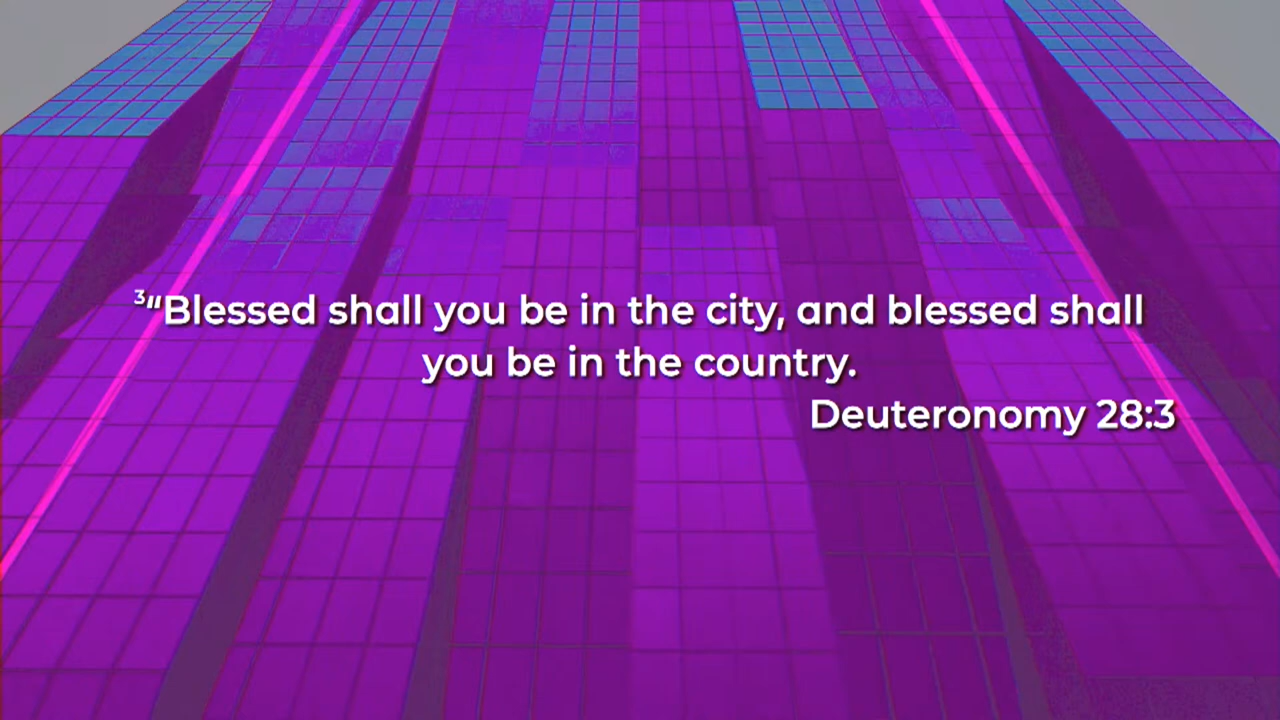 ³“Blessed shall you be in the city, and blessed shall
you be in the country.
Deuteronomy 28:3